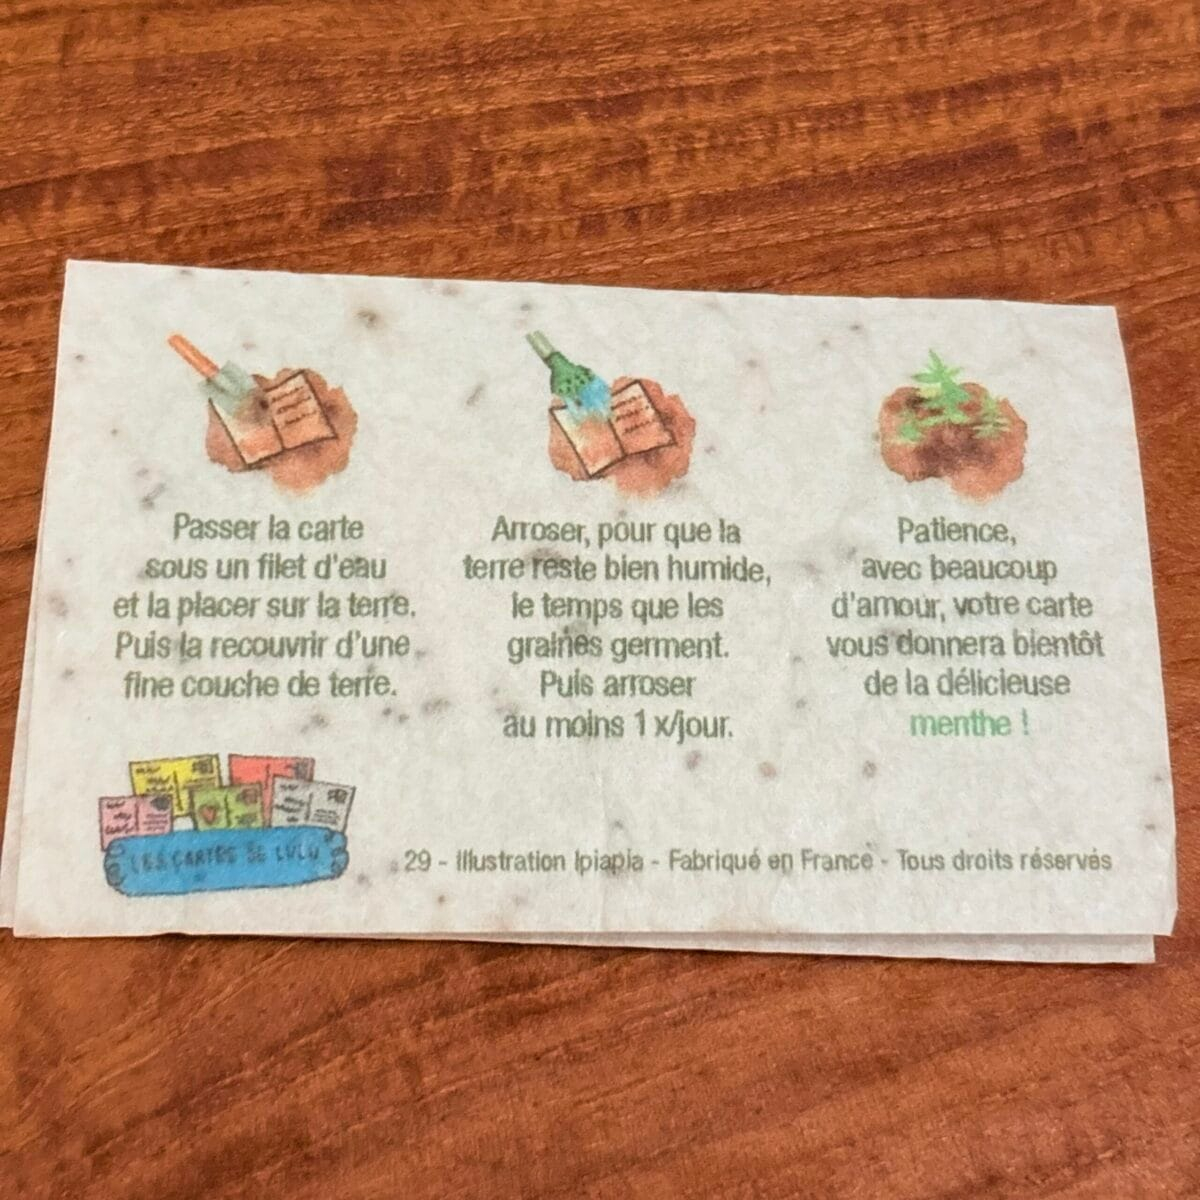 Passer la carte
sous un filet d'eau
et la placer sur la terre.
Puis la recouvrir d'une
fine couche de terre.
Arroser, pour que la
terre reste bien humide,
le temps que les
graines germent.
Puis arroser
au moins 1 x/jour.
Patience,
avec beaucoup
d'amour, votre carte
vous donnera bientôt
de la délicieuse
menthe !
LES CARTES DE LULU
29 - Illustration Ipiapia - Fabriqué en France - Tous droits réservés